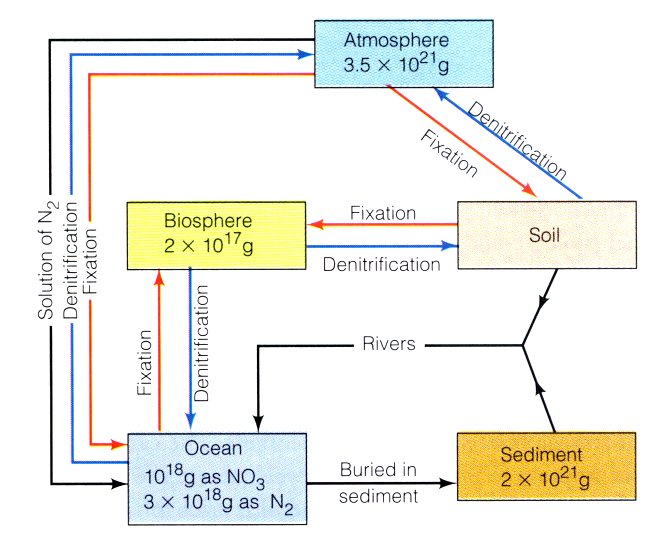 Atmosphere
3.5 × 10²¹g
Denitrification
Fixation
Solution of N₂
Denitrification
Fixation
Biosphere
2 × 10¹⁷g
Fixation
Denitrification
Soil
Fixation
Denitrification
Rivers
Ocean
10¹⁸g as NO₃
3 × 10¹⁸g as N₂
Buried in
sediment
Sediment
2 × 10²¹g